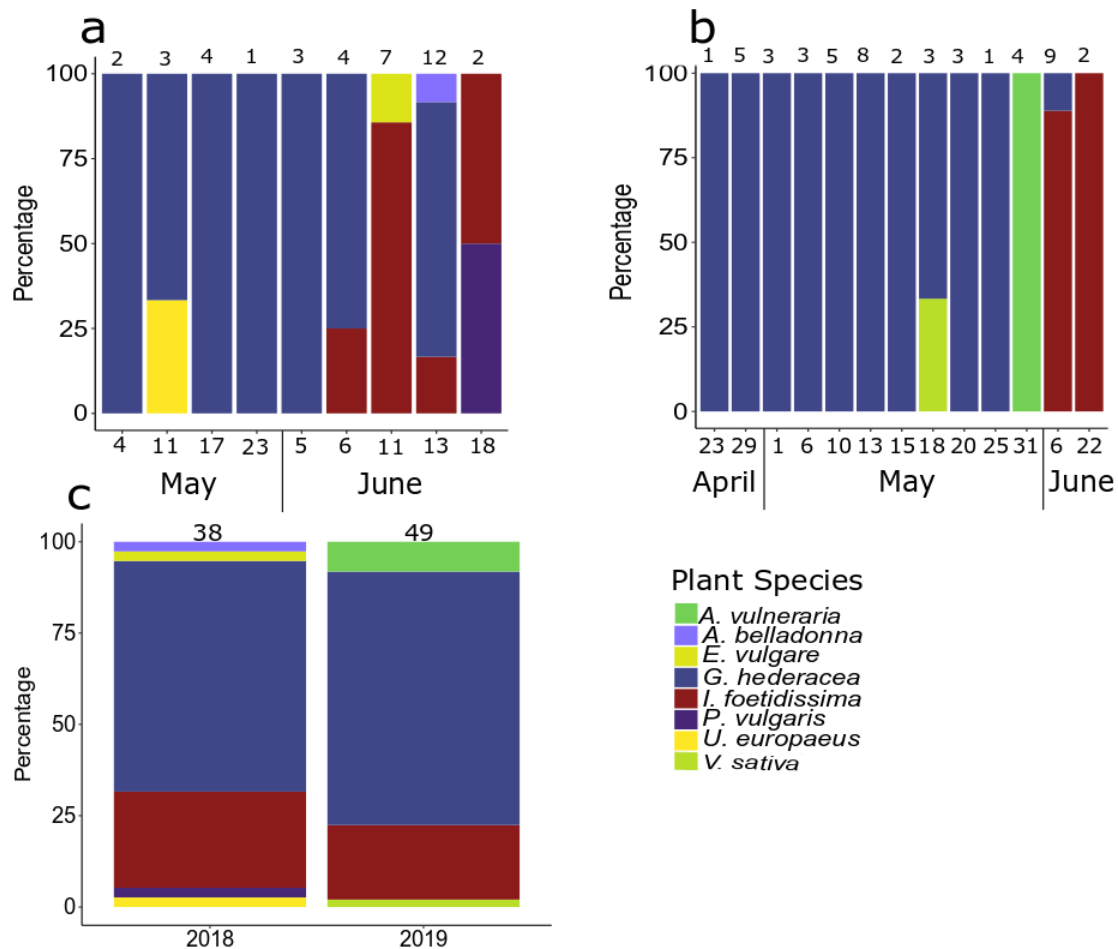 a
2 3 4 1 3 4 7 12 2
100
75
50
25
0
Percentage
4 11 17 23 5 6 11 13 18
May June
b
1 5 3 3 5 8 2 3 3 1 4 9 2
100
75
50
25
0
Percentage
23 29 1 6 10 13 15 18 20 25 31 6 22
April May June
c
38 49
100
75
50
25
0
Percentage
2018 2019
Plant Species
A. vulneraria
A. belladonna
E. vulgare
G. hederacea
I. foetidissima
P. vulgaris
U. europaeus
V. sativa